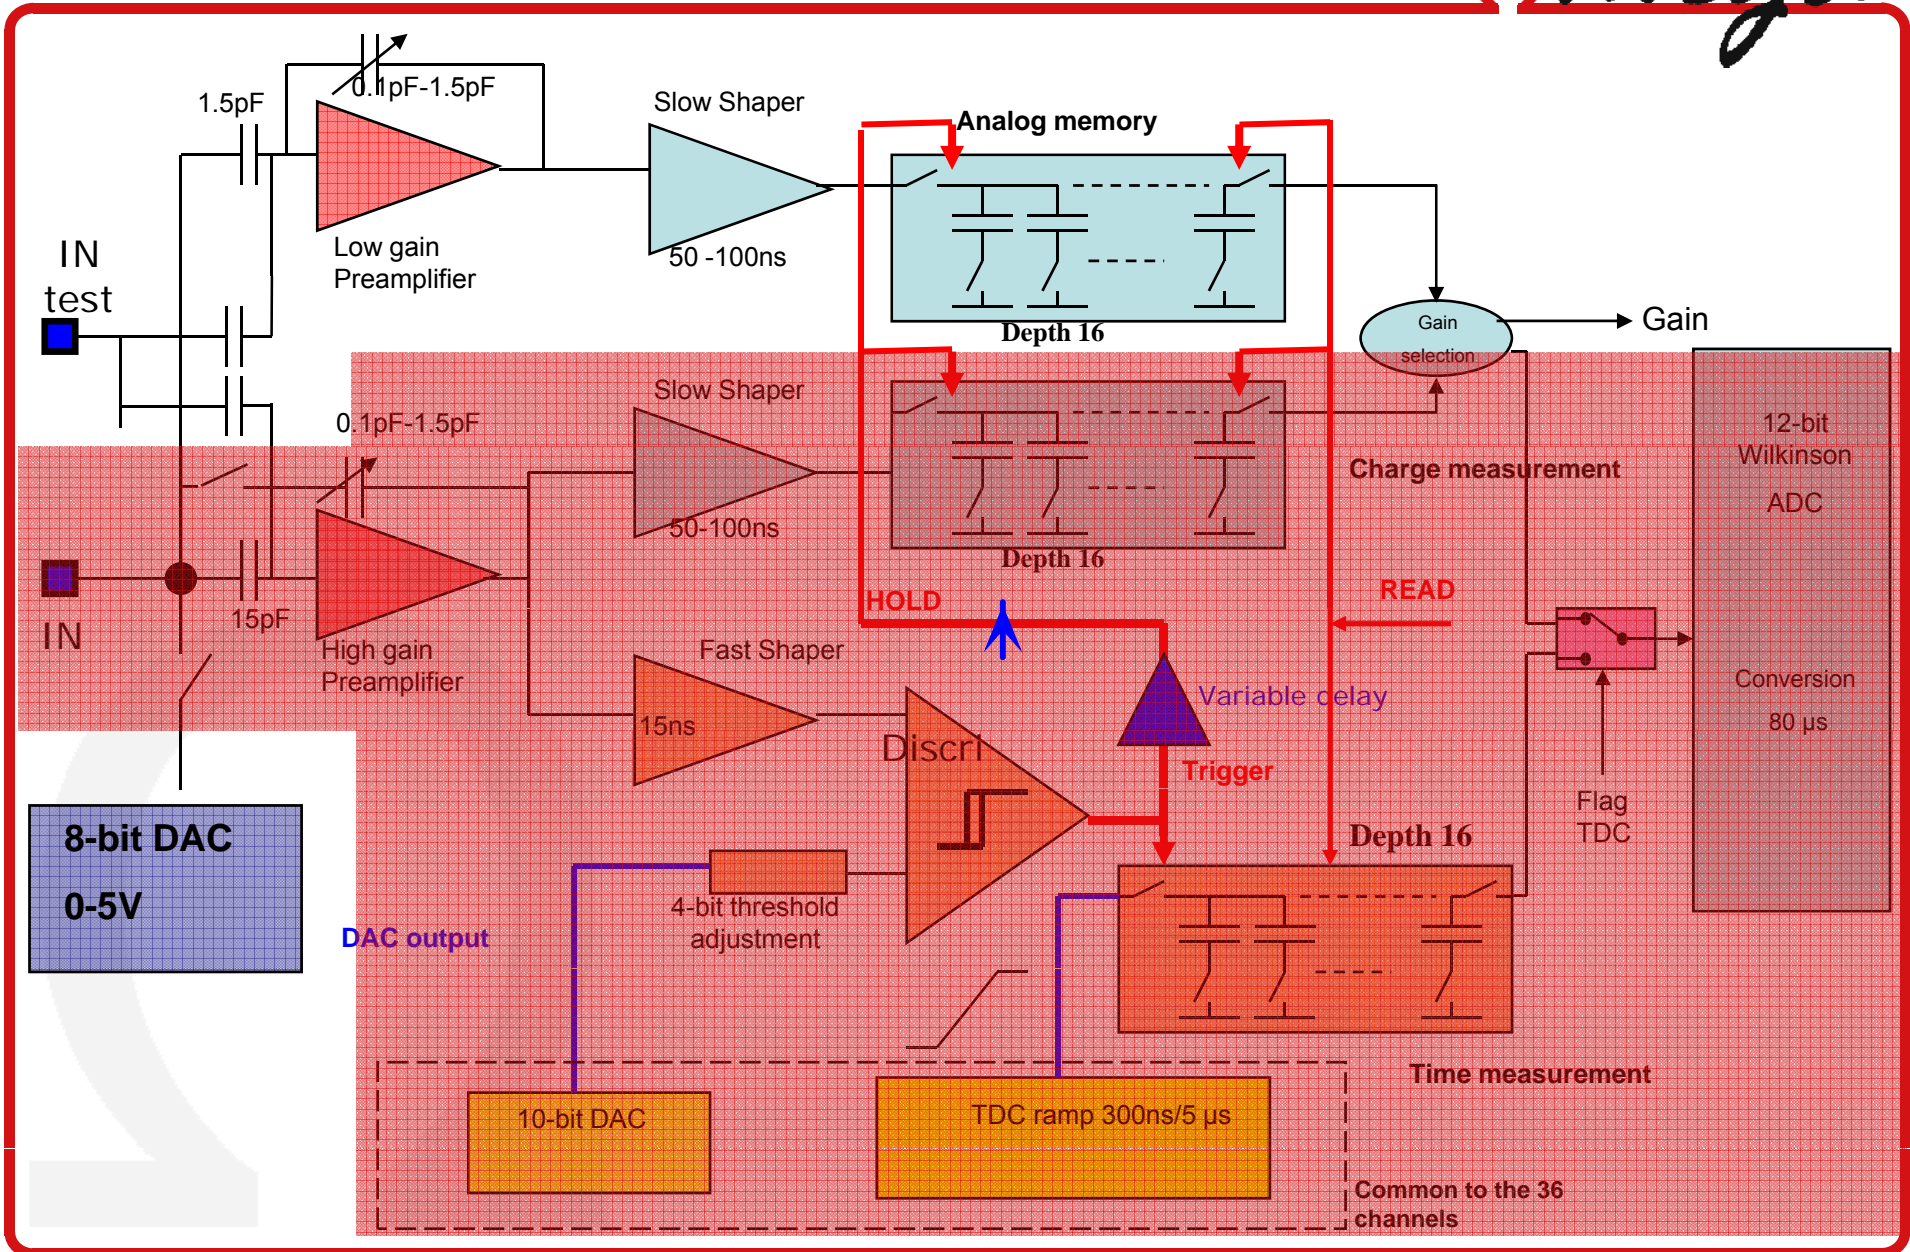 1.5pF
0.1pF-1.5pF
Slow Shaper
Analog memory
IN
test
Low gain
Preamplifier
50 -100ns
Depth 16
Gain
selection
Gain
Slow Shaper
0.1pF-1.5pF
12-bit
Wilkinson
ADC
Charge measurement
50-100ns
Depth 16
HOLD
READ
IN
15pF
High gain
Preamplifier
Fast Shaper
Variable delay
Conversion
80 µs
15ns
Discri
Trigger
Flag
TDC
Depth 16
8-bit DAC
0-5V
4-bit threshold
adjustment
DAC output
Time measurement
10-bit DAC
TDC ramp 300ns/5 µs
Common to the 36
channels